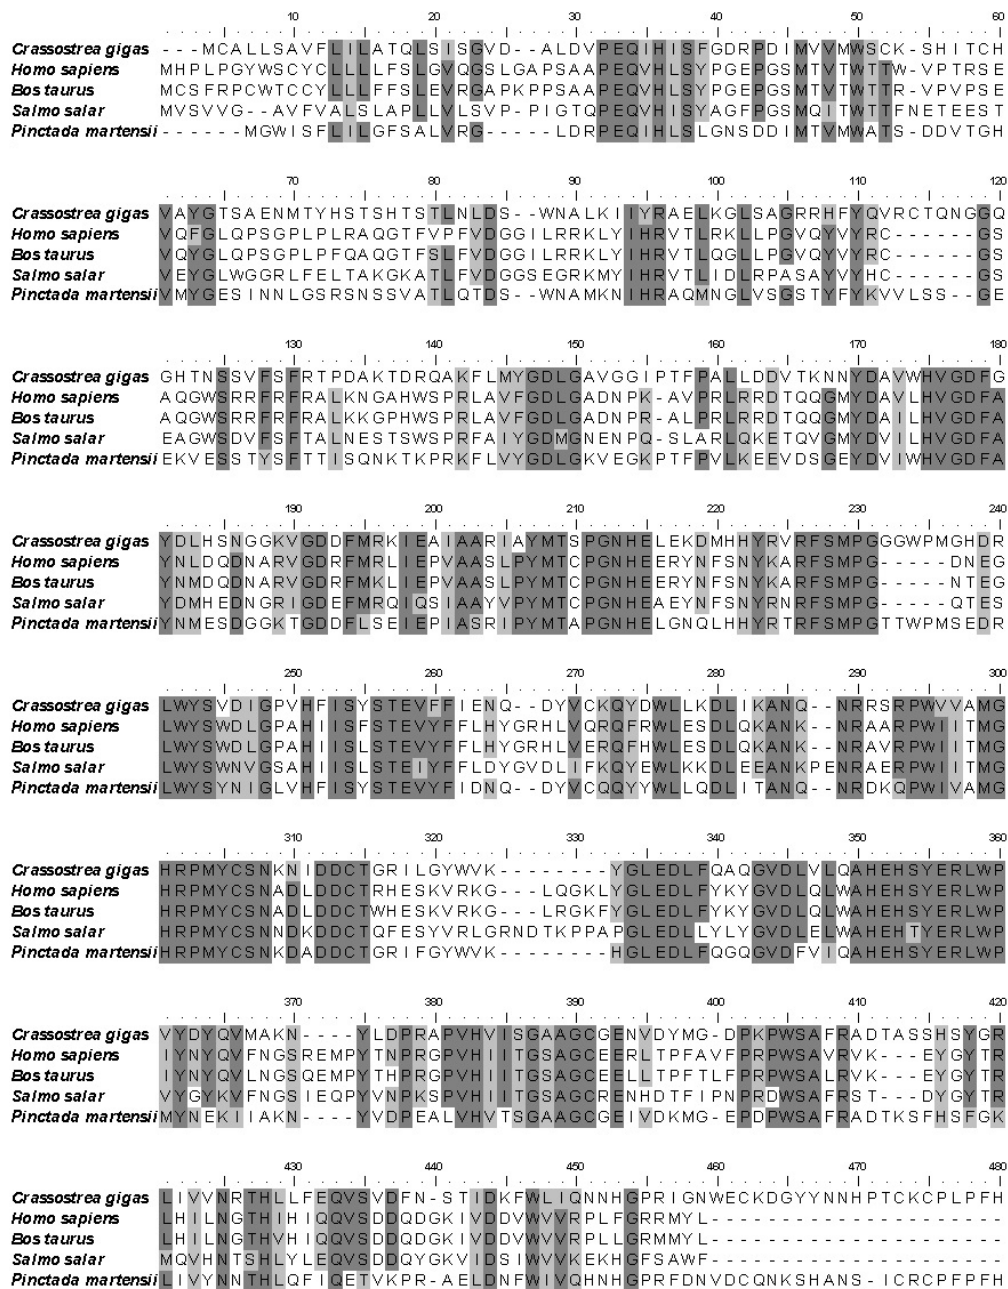 10 20 30 40 50 60
Crassostrea gigas - - - MCALLSAVFLILATQLSISGVD- -ALDVPEQIHISFGDRPDIMVVMWSCK-SHITCH
Homo sapiens MHPLPGYWSCYCLLLLFSLGVQGSLGAPSAAPEQVHLSYPGEPGSMTVTWTTW-VPTRSE
Bos taurus MCSFRPCWTCCYLLLLFFSLEVRGAPKPPSAAPEQVHLSYPGEPGSMTVTWTTR-VPVPSE
Salmo salar MVSVVG- -AVFVALSLAPLLVLSVP-PIGTQPEQVHLSYAGFPGSMQITWTTFNETEEST
Pinctada martensii - - - - - - MGWISFLILGFSALVRG- - - - - -LDRPEQIHLSLGNSDDIMTVMWATS-DDVTGH
70 80 90 100 110 120
Crassostrea gigas VAYGTSAENMTYHSTSHTSTLNLDS- -WNALKIIYRAELKGLSAGRRHFYQVRCTQNGGQ
Homo sapiens VQFGLQPSGPLPLRAQGTFVPFVDGGILRRKLYIHRVTLRKLLPGVQYVYRC- - - - - -GS
Bos taurus VQYGLQPSGPLPFQAQGTFSLFVDGGILRRKLYIHRVTLQGLLPGVQYVYRC- - - - - -GS
Salmo salar VEYGLWGGRLFELTAKGKATLFVDGGSEGRKMYIHRVTLIDLRPASAYVYHC- - - - - -GS
Pinctada martensii VMYGESINNLGSRSNSSVATLQTDS- -WNAMKNIHRAQMNGLVSGSTYFYKVVLSS- -GE
130 140 150 160 170 180
Crassostrea gigas GHTNSSVFSFRTPDAKTDRQAKFLMYGDLGAVGGIPTFPALLDDVTKNNYDAVWHVGDFG
Homo sapiens AQGWSRRFRFRALKNGAHWSPRLAVFGDLGADNPK-AVPRLRRDTQQGMYDAVLHVGDFA
Bos taurus AQGWSRRFRFRALKKGPHWSPRLAVFGDLGADNPR-ALPRLRRDTQQGMYDAILHVGDFA
Salmo salar EAGWSDVFSFTALNESTSWSPRFAIYGDMGNENPQ-SLARLQKETQVGMYDVILHVGDFA
Pinctada martensii EKVESSTYSFTTISQNKTKPRKFLVYGDLGKVEGKPTFPVLKEEVDSGEYDVIWHVGDFA
190 200 210 220 230 240
Crassostrea gigas YDLHSNGGKVGDDFMRKIEAIAARIAYMTSPGNHELEKDMHHYRVRFSMPGGGWPMGHDR
Homo sapiens YNLDQDNARVGDRFMRLIEPVAASLPYMTCPGNHEERYNFSNYKARFSMPG- - - - -DNEG
Bos taurus YNMDQDNARVGDRFMKLIEPVAASLPYMTCPGNHEERYNFSNYKARFSMPG- - - - -NTEG
Salmo salar YDMHEDNGRIGDEFMRQIQSIAAYVPYMTCPGNHEAEYNFSNYRNRFSMPG- - - - -QTES
Pinctada martensii YNMESDGGKTGDDFLSEIEPIASRIPYMTAPGNHELGNQLHHYRTRFSMPGTTWPMSEDR
250 260 270 280 290 300
Crassostrea gigas LWYSVDIGPVHFISYSTEVFFIENQ- -DYVCKQYDWLLKDLIKANQ- -NRRSRPWVVAMG
Homo sapiens LWYSWDLGPAHIISFSTEVYFFLHYGRHLVQRQFRWLESDLQKANK- -NRAARPWIITMG
Bos taurus LWYSWDLGPAHIISLSTEVYFFLHYGRHLVERQFHWLESDLQKANK- -NRAVRPWIITMG
Salmo salar LWYSWNVGSAHIISLSTEIYFFLDYGVDLIFKQYEWLKKDLEEANKPENRAERPWIITMG
Pinctada martensii LWYSYNIGLVHFISYSTEVYFIDNQ- -DYVCQQYYWLLQDLITANQ- -NRDKQPWIVAMG
310 320 330 340 350 360
Crassostrea gigas HRPMYCSNKNIDDCTGRILGYWVK- - - - - - - -YGLEDLFQAQGVDLVLQAHEHSYERLWP
Homo sapiens HRPMYCSNADLDDCTRHESKVRKG- - -LQGKLYGLEDLFYKYGVDLQLWAHEHSYERLWP
Bos taurus HRPMYCSNADLDDCTWHESKVRKG- - -LRGKFYGLEDLFYKYGVDLQLWAHEHSYERLWP
Salmo salar HRPMYCSNNDKDDCTQFESYVRLGRNDTKPPAPGLEDLLYLYGVDLELWAHEHTYERLWP
Pinctada martensii HRPMYCSNKDADDCTGRIFGYWVK- - - - - - - -HGLEDLFQGQGVDFVIQAHEHSYERLWP
370 380 390 400 410 420
Crassostrea gigas VYDYQVMAKN- - - -YLDPRAPVHVISGAAGCGENVDYMG-DPKPWSAFRADTASSHSYGR
Homo sapiens IYNYQVFNGSREMPYTNPRGPVHIITGSAGCEERLTPFAVFPRPWSAVRVK- - -EYGYTR
Bos taurus IYNYQVLNGSQEMPYTHPRGPVHIITGSAGCEELLTPFTLFPRPWSALRVK- - -EYGYTR
Salmo salar VYGYKVFNGSIEQPYVNPKSPVHIITGSAGCRENHDTFIPNPRDWSAFRST- - -DYGYTR
Pinctada martensii MYNEKIIAKN- - - -YVDPEALVHVTSGAAGCGEIVDKMG-EPDPWSAFRADTKSFHSFGK
430 440 450 460 470 480
Crassostrea gigas LIVVNRTHLLFEQVSVDFN-STIDKFWLIQNNHGPRIGNWECKDGYYNNHPTCKCPLPFH
Homo sapiens LHILNGTHIHIQQVSDDQDGKIVDDVWVVRPLFGRRMYL- - - - - - - - - - - - - - - - - - - - -
Bos taurus LHILNGTHVHIQQVSDDQDGKIVDDVWVVRPLLGRMMYL- - - - - - - - - - - - - - - - - - - - -
Salmo salar MQVHNTSHLYLEQVSDDQYGKVIDSIWVVKEKHGFSAWF- - - - - - - - - - - - - - - - - - - - -
Pinctada martensii LIVYNNTHLQFIQETVKPR-AELDNFWIVQHNHGPRFDNVDCQNKSHANS-ICRCPFPFH